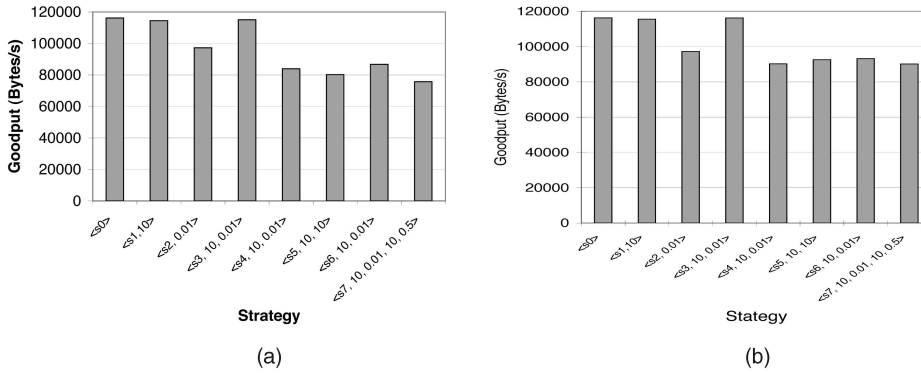 Goodput (Bytes/s)
120000
100000
80000
60000
40000
20000
0
<s0>
<s1,10>
<s2, 0.01>
<s3, 10, 0.01>
<s4, 10, 0.01>
<s5, 10, 10>
<s6, 10, 0.01>
<s7, 10, 0.01, 10, 0.5>
Strategy
(a)
Goodput (Bytes/s)
120000
100000
80000
60000
40000
20000
0
<s0>
<s1,10>
<s2, 0.01>
<s3, 10, 0.01>
<s4, 10, 0.01>
<s5, 10, 10>
<s6, 10, 0.01>
<s7, 10, 0.01, 10, 0.5>
Stategy
(b)